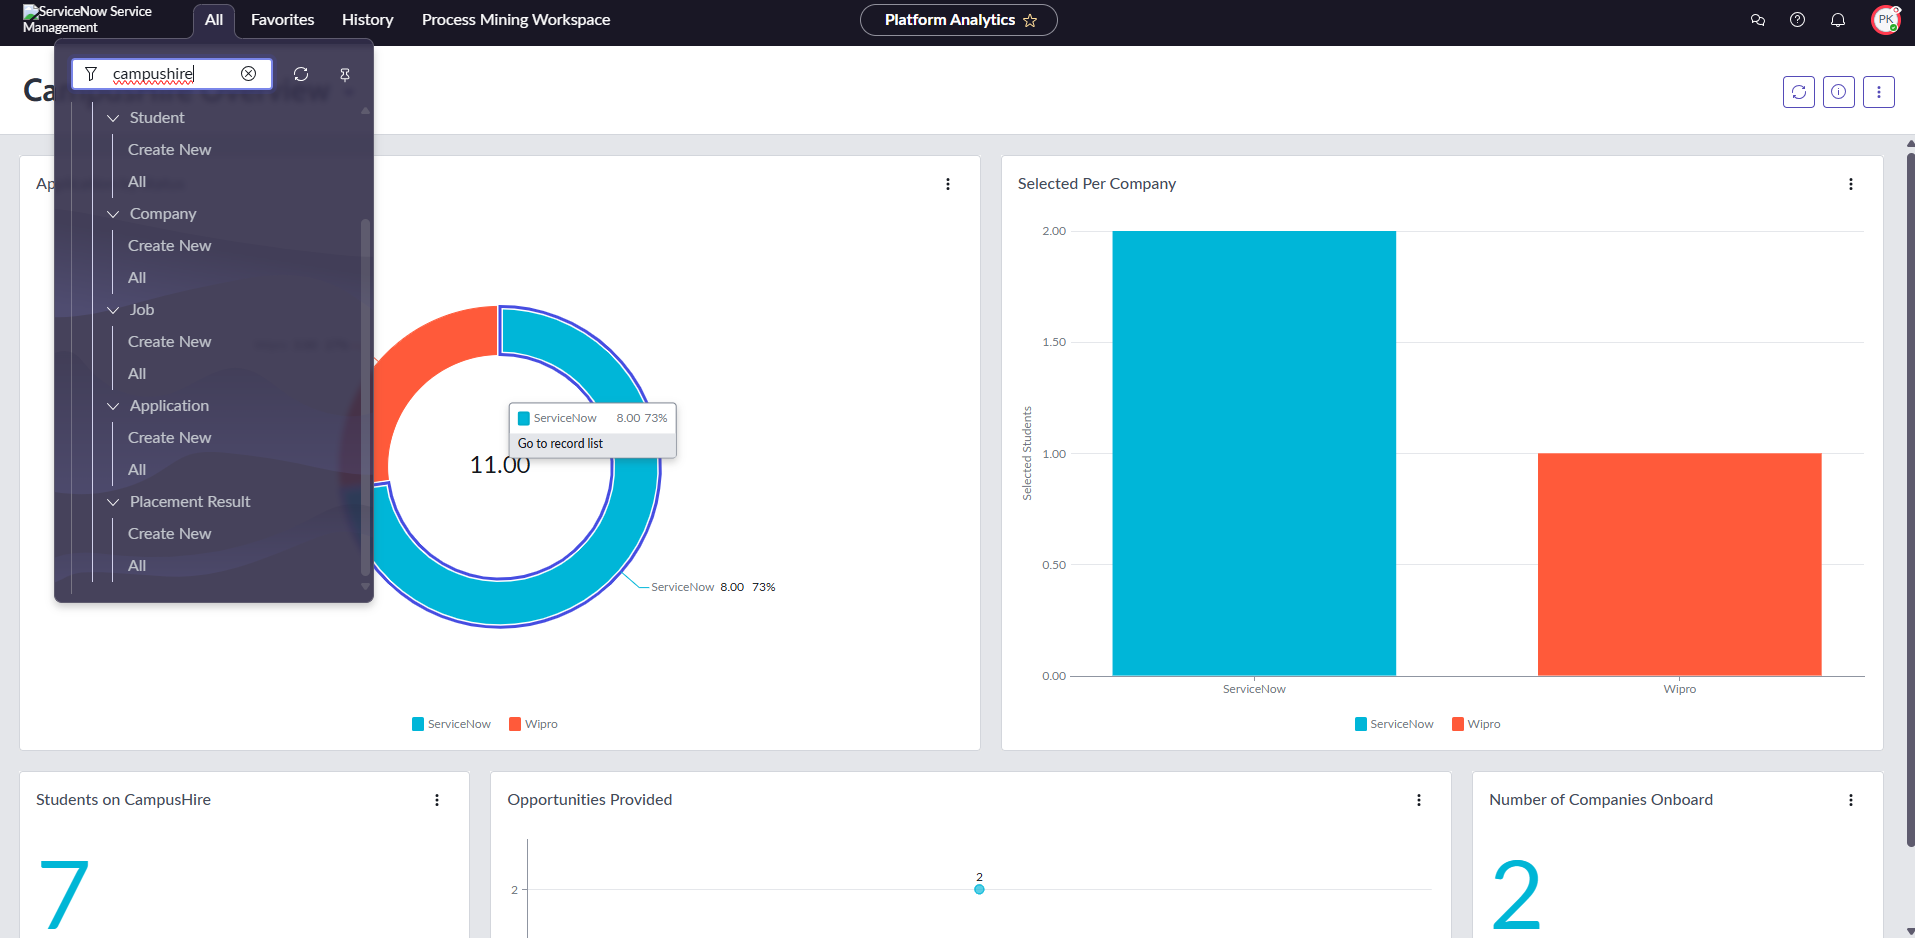 ServiceNow Service
Management
All
Favorites
History
Process Mining Workspace
Platform Analytics
PK
campushire
Student
Create New
All
Company
Create New
All
Job
Create New
All
Application
Create New
All
Placement Result
Create New
All
ServiceNow 8.00 73%
Go to record list
11.00
ServiceNow 8.00 73%
ServiceNow
Wipro
Selected Per Company
2.00
1.50
1.00
0.50
0.00
Selected Students
ServiceNow
Wipro
ServiceNow
Wipro
Students on CampusHire
7
Opportunities Provided
2
2
Number of Companies Onboard
2